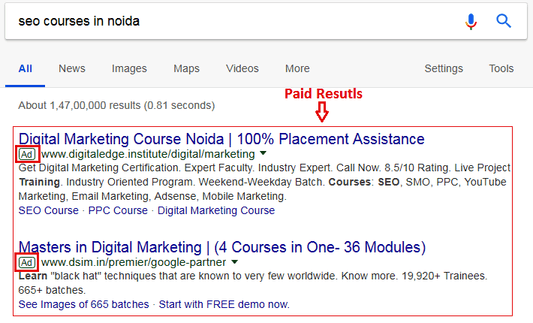 seo courses in noida
All News Images Maps Videos More Settings Tools
About 1,47,00,000 results (0.81 seconds)
Paid Resutls
Digital Marketing Course Noida | 100% Placement Assistance
Ad www.digitaledge.institute/digital/marketing
Get Digital Marketing Certification. Expert Faculty. Industry Expert. Call Now. 8.5/10 Rating. Live Project
Training. Industry Oriented Program. Weekend-Weekday Batch. Courses: SEO, SMO, PPC, YouTube
Marketing, Email Marketing, Adsense, Mobile Marketing.
SEO Course · PPC Course · Digital Marketing Course
Masters in Digital Marketing | (4 Courses in One- 36 Modules)
Ad www.dsim.in/premier/google-partner
Learn "black hat" techniques that are known to very few worldwide. Know more. 19,920+ Trainees.
665+ batches.
See Images of 665 batches · Start with FREE demo now.